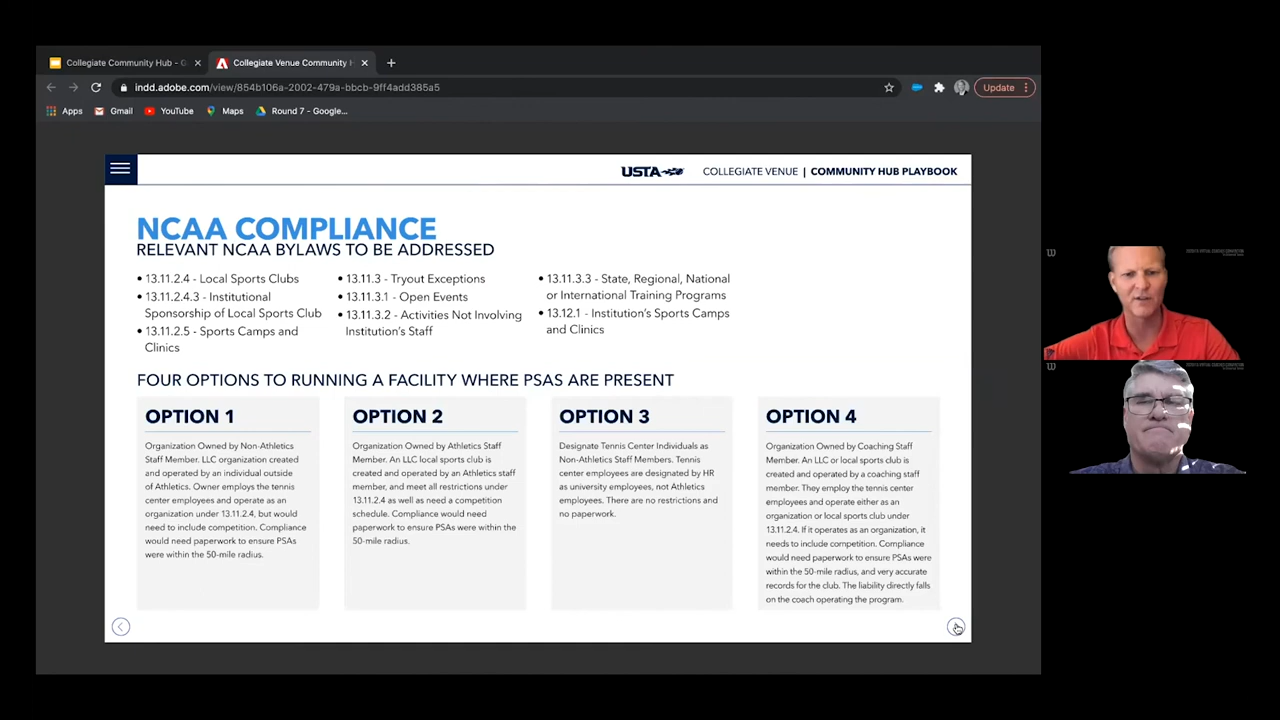 Collegiate Community Hub - G
Collegiate Venue Community H
indd.adobe.com/view/854b106a-2002-479a-bbcb-9ff4add385a5
Update
Apps
Gmail
YouTube
Maps
Round 7 - Google...
USTA
COLLEGIATE VENUE | COMMUNITY HUB PLAYBOOK
NCAA COMPLIANCE
RELEVANT NCAA BYLAWS TO BE ADDRESSED
• 13.11.2.4 - Local Sports Clubs
• 13.11.2.4.3 - Institutional
Sponsorship of Local Sports Club
• 13.11.2.5 - Sports Camps and
Clinics
• 13.11.3 - Tryout Exceptions
• 13.11.3.1 - Open Events
• 13.11.3.2 - Activities Not Involving
Institution's Staff
• 13.11.3.3 - State, Regional, National
or International Training Programs
• 13.12.1 - Institution's Sports Camps
and Clinics
FOUR OPTIONS TO RUNNING A FACILITY WHERE PSAS ARE PRESENT
OPTION 1
Organization Owned by Non-Athletics
Staff Member. LLC oganization created
and operated by an individual outside
of Athletics. Owner employs the tennis
center employees and operate as an
organization under 13.11.2.4, but would
need to include competition. Compliance
would need paperwork to ensure PSAs
were within the 50-mile radius.
OPTION 2
Organization Owned by Athletics Staff
Member. An LLC local sports club is
created and operated by an Athletics staff
member, and meet all restrictions under
13.11.2.4 as well as need a competition
schedule. Compliance would need
paperwork to ensure PSAs were within the
50-mile radius.
OPTION 3
Designate Tennis Center Individuals as
Non-Athletics Staff Members. Tennis
center employees are designated by HR
as university employees, not Athletics
employees. There are no restrictions and
no paperwork.
OPTION 4
Organization Owned by Coaching Staff
Member. An LLC or local sports club is
created and operated by a coaching staff
member. They employ the tennis center
employees and operate either as an
organization or local sports club under
13.11.2.4. If it operates as an organization, it
needs to include competition. Compliance
would need paperwork to ensure PSAs were
within the 50-mile radius, and very accurate
records for the club. The liability directly falls
on the coach operating the program.